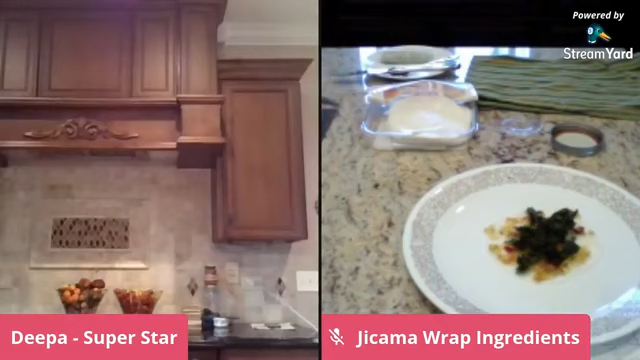 Powered by
StreamYard
Deepa - Super Star
Jicama Wrap Ingredients